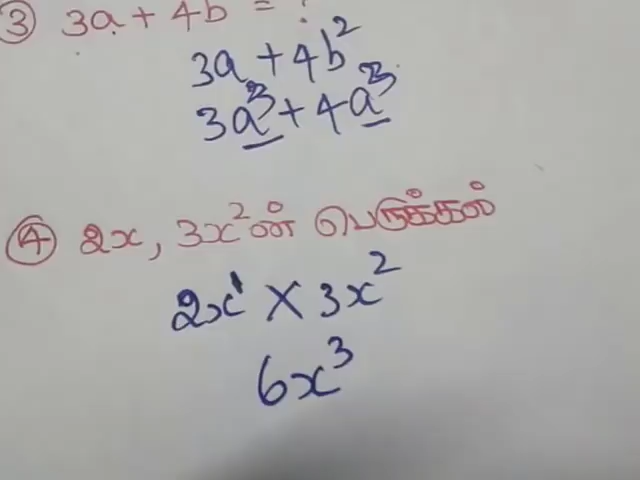 ③ 3a + 4b = ?
3a + 4b²
3a³ + 4a³
④ 2x, 3x²ன் பெருக்கல்
2x¹ × 3x²
6x³